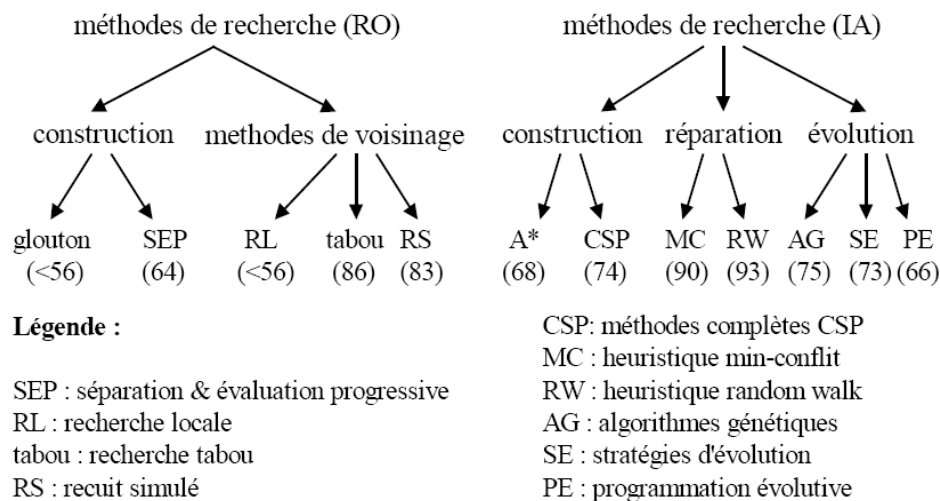 méthodes de recherche (RO)
construction methodes de voisinage
glouton SEP RL tabou RS
(<56) (64) (<56) (86) (83)
méthodes de recherche (IA)
construction réparation évolution
A* CSP MC RW AG SE PE
(68) (74) (90) (93) (75) (73) (66)
Légende :
SEP : séparation & évaluation progressive
RL : recherche locale
tabou : recherche tabou
RS : recuit simulé
CSP: méthodes complètes CSP
MC : heuristique min-conflit
RW : heuristique random walk
AG : algorithmes génétiques
SE : stratégies d'évolution
PE : programmation évolutive